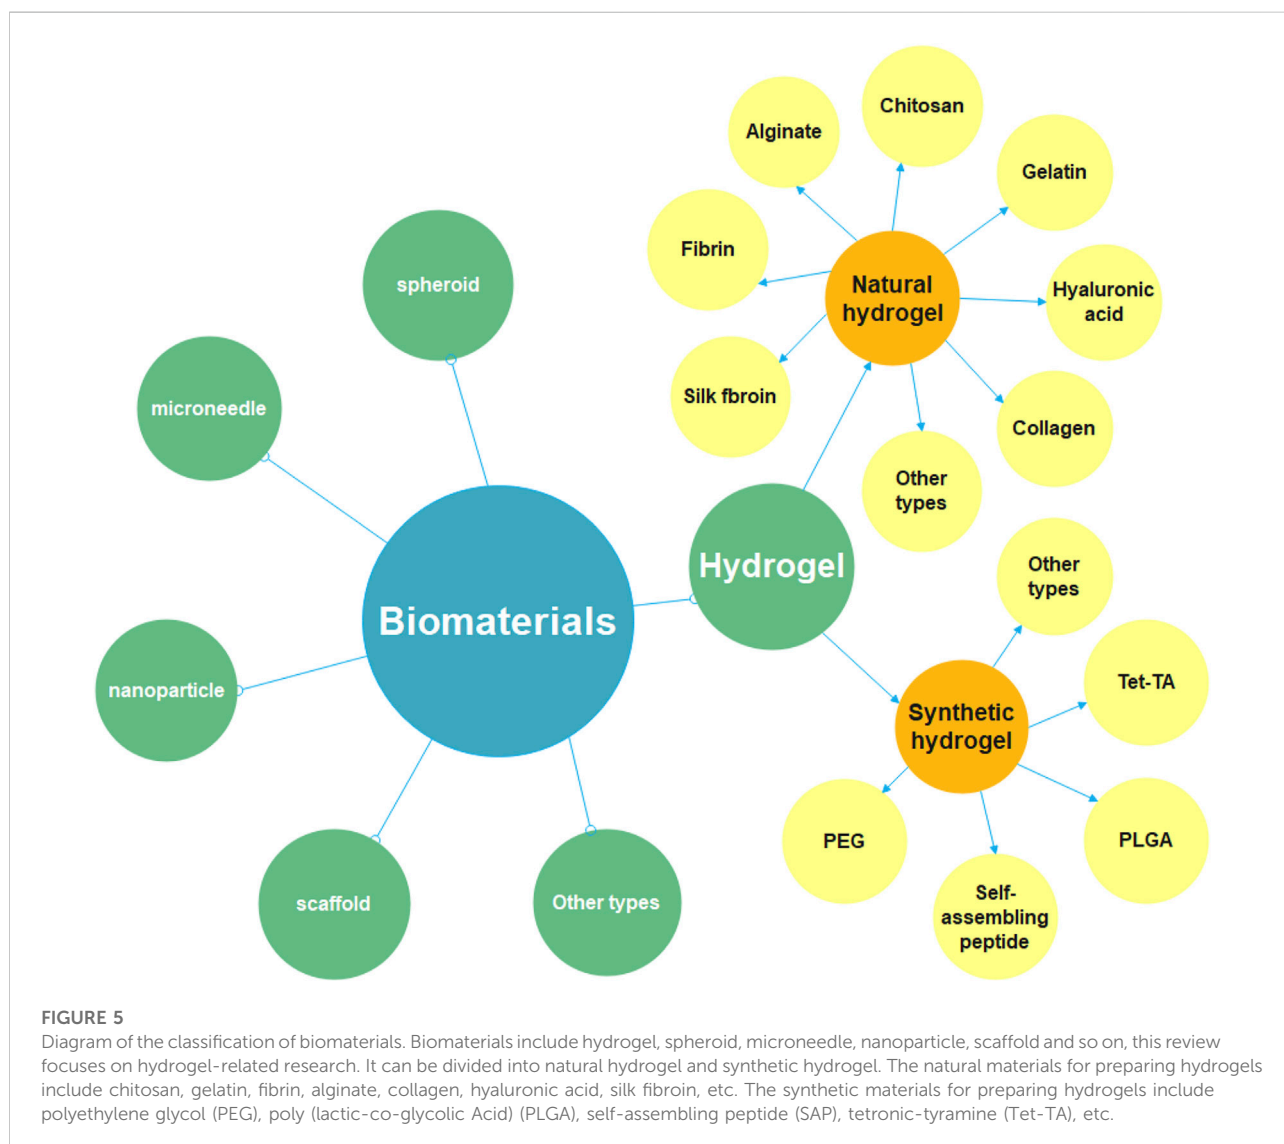 Chitosan
Alginate
Gelatin
Fibrin
Natural
hydrogel
Hyaluronic
acid
Silk fbroin
Collagen
Other
types
spheroid
microneedle
Hydrogel
Biomaterials
nanoparticle
scaffold
Other types
Other
types
Tet-TA
Synthetic
hydrogel
PEG
PLGA
Self-
assembling
peptide
FIGURE 5
Diagram of the classification of biomaterials. Biomaterials include hydrogel, spheroid, microneedle, nanoparticle, scaffold and so on, this review
focuses on hydrogel-related research. It can be divided into natural hydrogel and synthetic hydrogel. The natural materials for preparing hydrogels
include chitosan, gelatin, fibrin, alginate, collagen, hyaluronic acid, silk fibroin, etc. The synthetic materials for preparing hydrogels include
polyethylene glycol (PEG), poly (lactic-co-glycolic Acid) (PLGA), self-assembling peptide (SAP), tetronic-tyramine (Tet-TA), etc.